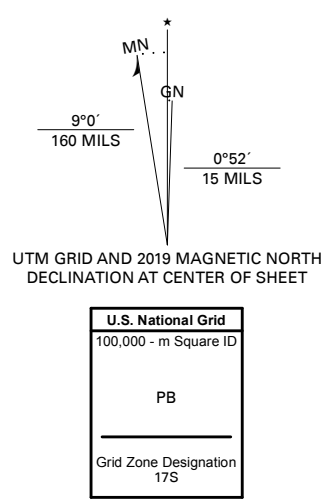 ★
MN
GN
9°0´
160 MILS
0°52´
15 MILS
UTM GRID AND 2019 MAGNETIC NORTH
DECLINATION AT CENTER OF SHEET
U.S. National Grid
100,000 - m Square ID
PB
Grid Zone Designation
17S